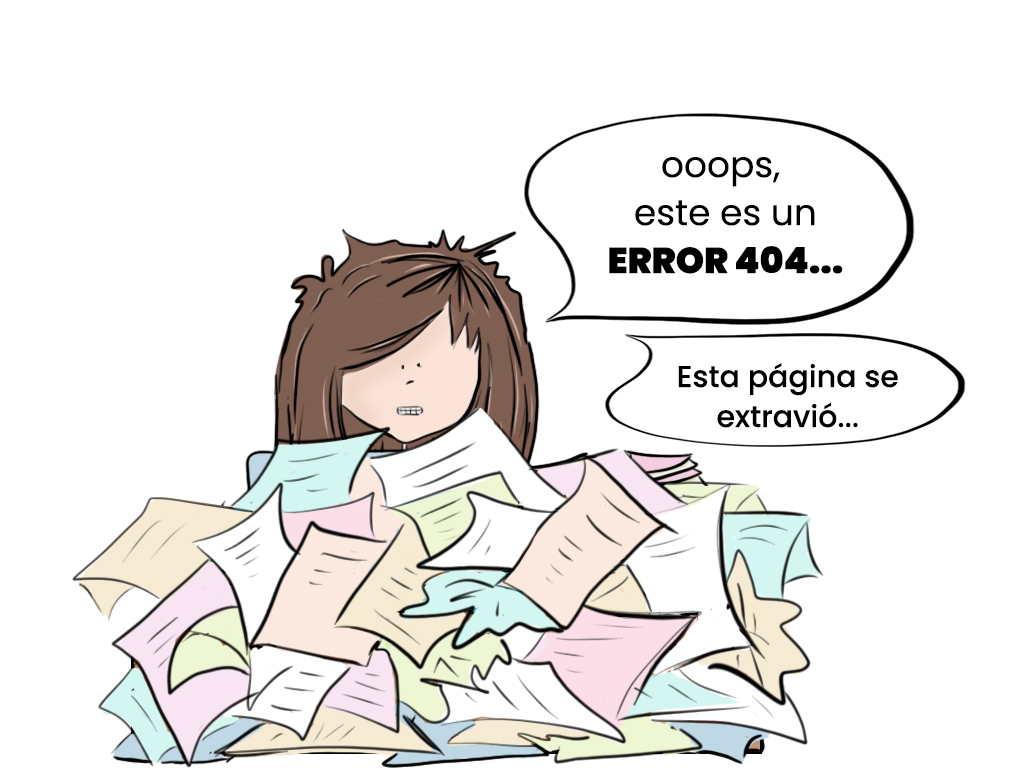 ooops,
este es un
ERROR 404...
Esta página se
extravió...